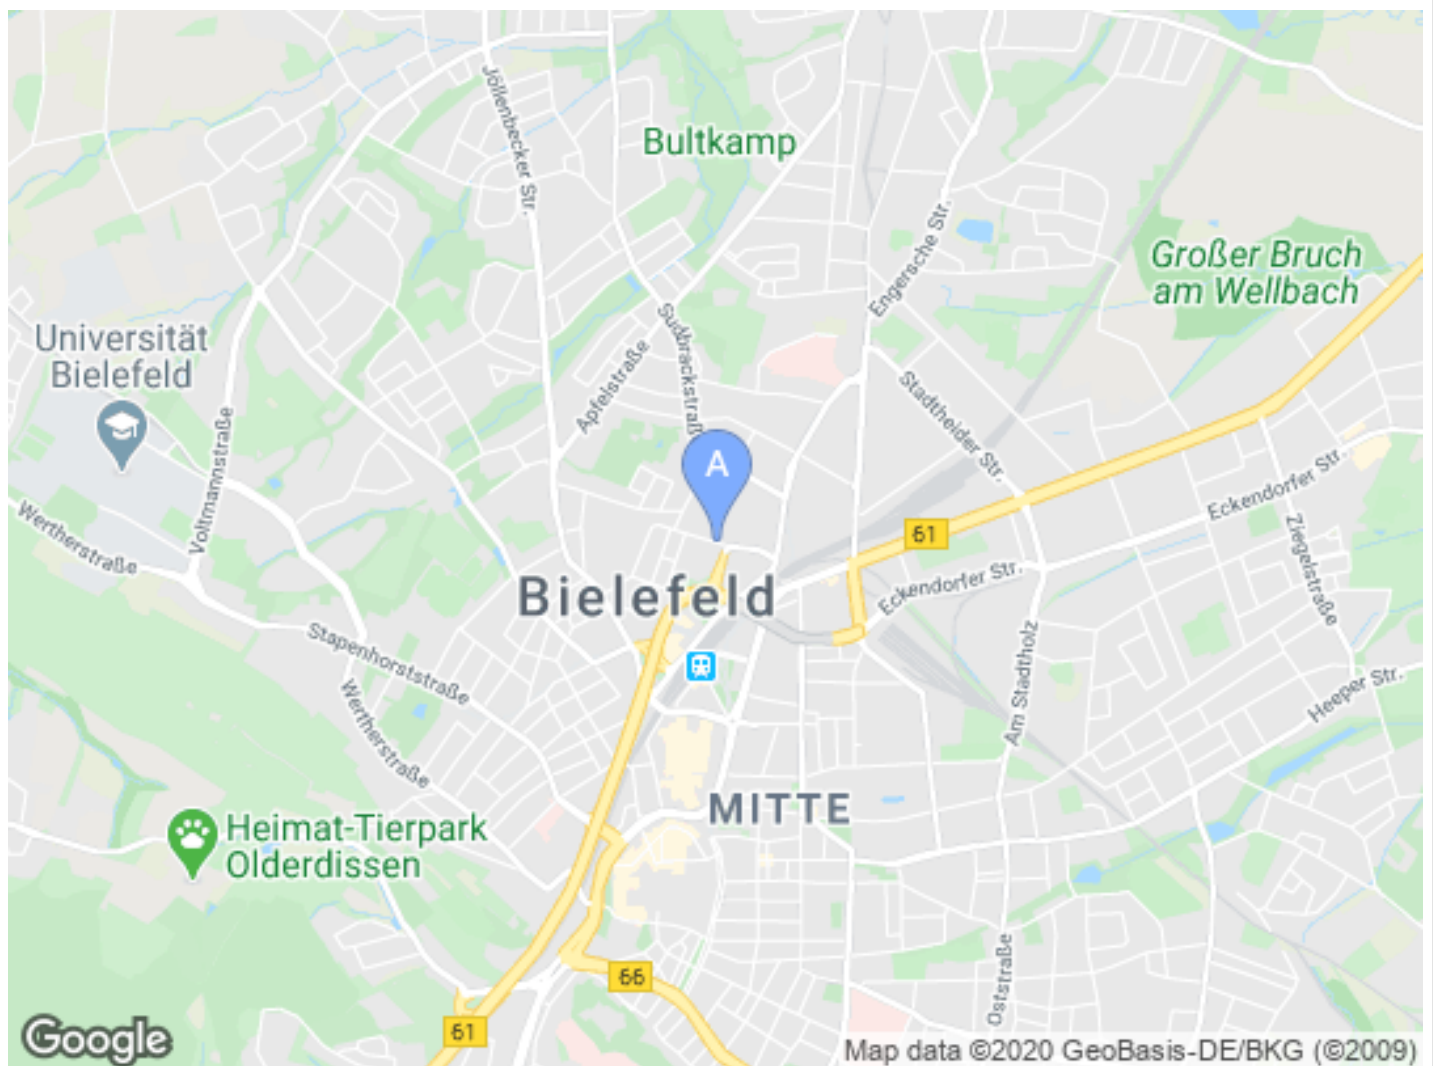 Jöllenbecker Str.
Bultkamp
Engersche Str.
Großer Bruch
am Wellbach
Universität
Bielefeld
Sudbrackstraß
Apfelstraße
Stadtheider Str.
Voltmannstraße
A
Eckendorfer Str.
Wertherstraße
61
Ziegelstraße
Eckendorfer Str.
Bielefeld
Stapenhorststraße
Am Stadtholz
Heeper Str.
Wertherstraße
MITTE
Heimat-Tierpark
Olderdissen
Oststraße
66
61
Google
Map data ©2020 GeoBasis-DE/BKG (©2009)